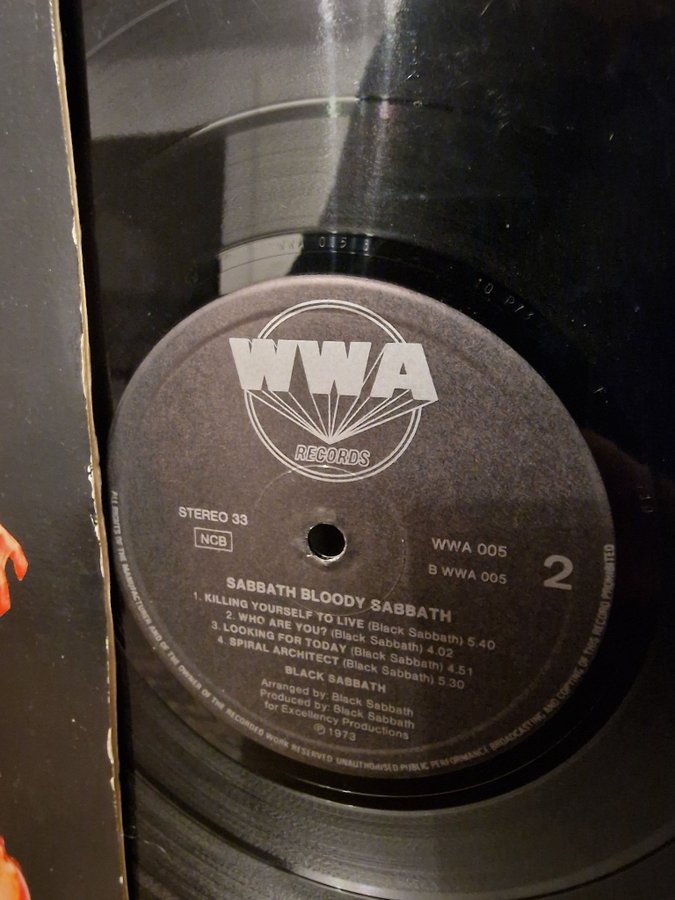 WWA 005 B
10 P73
WWA
RECORDS
STEREO 33
NCB
WWA 005
B WWA 005
2
SABBATH BLOODY SABBATH
1. KILLING YOURSELF TO LIVE (Black Sabbath) 5.40
2. WHO ARE YOU? (Black Sabbath) 4.02
3. LOOKING FOR TODAY (Black Sabbath) 4.51
4. SPIRAL ARCHITECT (Black Sabbath) 5.30
BLACK SABBATH
Arranged by: Black Sabbath
Produced by: Black Sabbath
for Excellency Productions
℗ 1973
ALL RIGHTS OF THE MANUFACTURER AND OF THE OWNER OF THE RECORDED WORK RESERVED UNAUTHORISED PUBLIC PERFORMANCE BROADCASTING AND COPYING OF THIS RECORD PROHIBITED